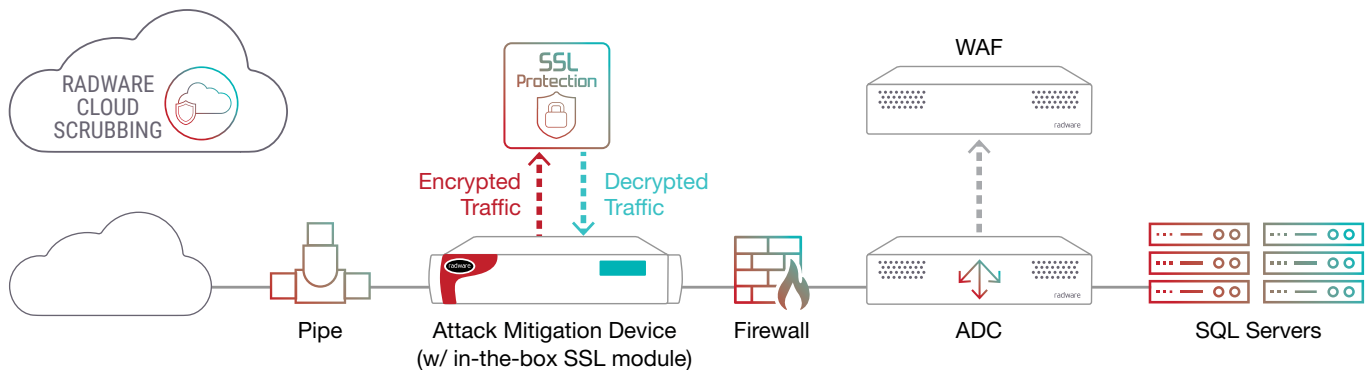 RADWARE
CLOUD
SCRUBBING
SSL
Protection
WAF
radware
Encrypted
Traffic
Decrypted
Traffic
radware
radware
Pipe
Attack Mitigation Device
(w/ in-the-box SSL module)
Firewall
ADC
SQL Servers